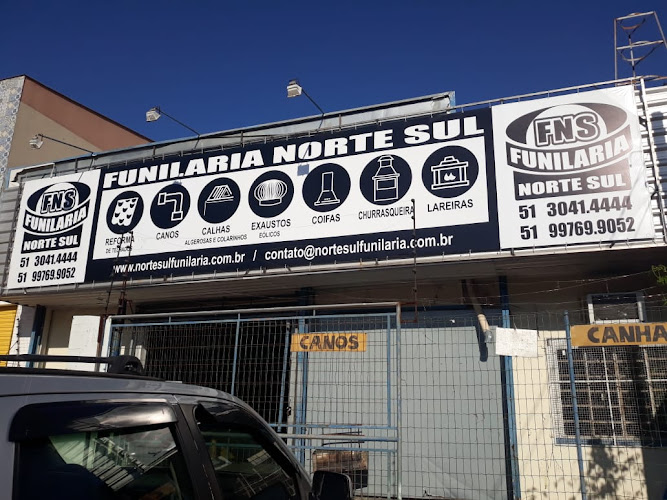 FUNILARIA NORTE SUL
FNS
FUNILARIA
NORTE SUL
51 3041.4444
51 99769.9052
REFORMA
CANOS
CALHAS
ALGEROSAS E COLARINHOS
EXAUSTOS
EOLICOS
COIFAS
CHURRASQUEIRA
LAREIRAS
www.nortesulfunilaria.com.br / contato@nortesulfunilaria.com.br
FNS
FUNILARIA
NORTE SUL
51 3041.4444
51 99769.9052
CANOS
CANHA